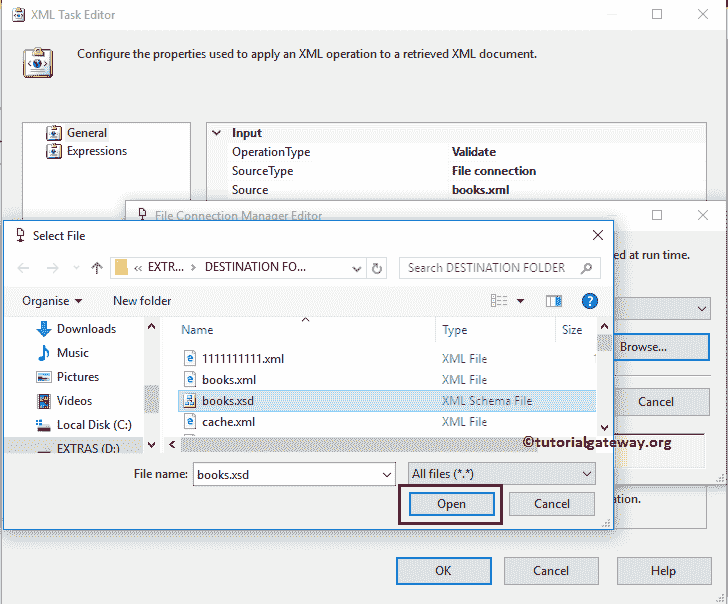 XML Task Editor
Configure the properties used to apply an XML operation to a retrieved XML document.
General
Expressions
Input
OperationType Validate
SourceType File connection
Source books.xml
File Connection Manager Editor
ed at run time.
Browse...
Cancel
ation.
Select File
« EXTR... > DESTINATION FO...
Search DESTINATION FOLDER
Organise
New folder
Name Type Size
Downloads
Music
Pictures
Videos
Local Disk (C:)
EXTRAS (D:)
1111111111.xml XML File
books.xml XML File
books.xsd XML Schema File
cache.xml XML File
©tutorialgateway.org
File name: books.xsd
All files (*.*)
Open
Cancel
OK
Cancel
Help